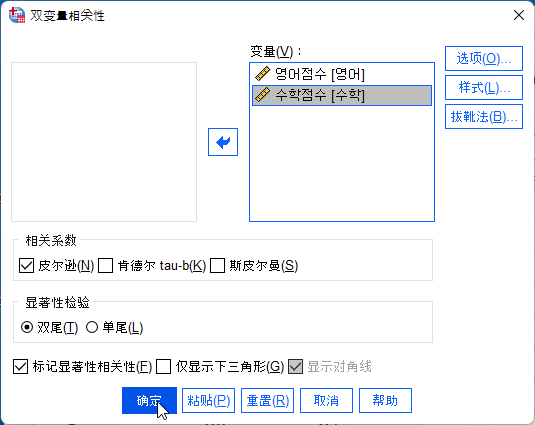 双变量相关性
变量(V)：
영어점수 [영어]
수학점수 [수학]
选项(O)...
样式(L)...
拔靴法(B)...
相关系数
皮尔逊(N) 肯德尔 tau-b(K) 斯皮尔曼(S)
显著性检验
双尾(T) 单尾(L)
标记显著性相关性(F) 仅显示下三角形(G) 显示对角线
确定 粘贴(P) 重置(R) 取消 帮助